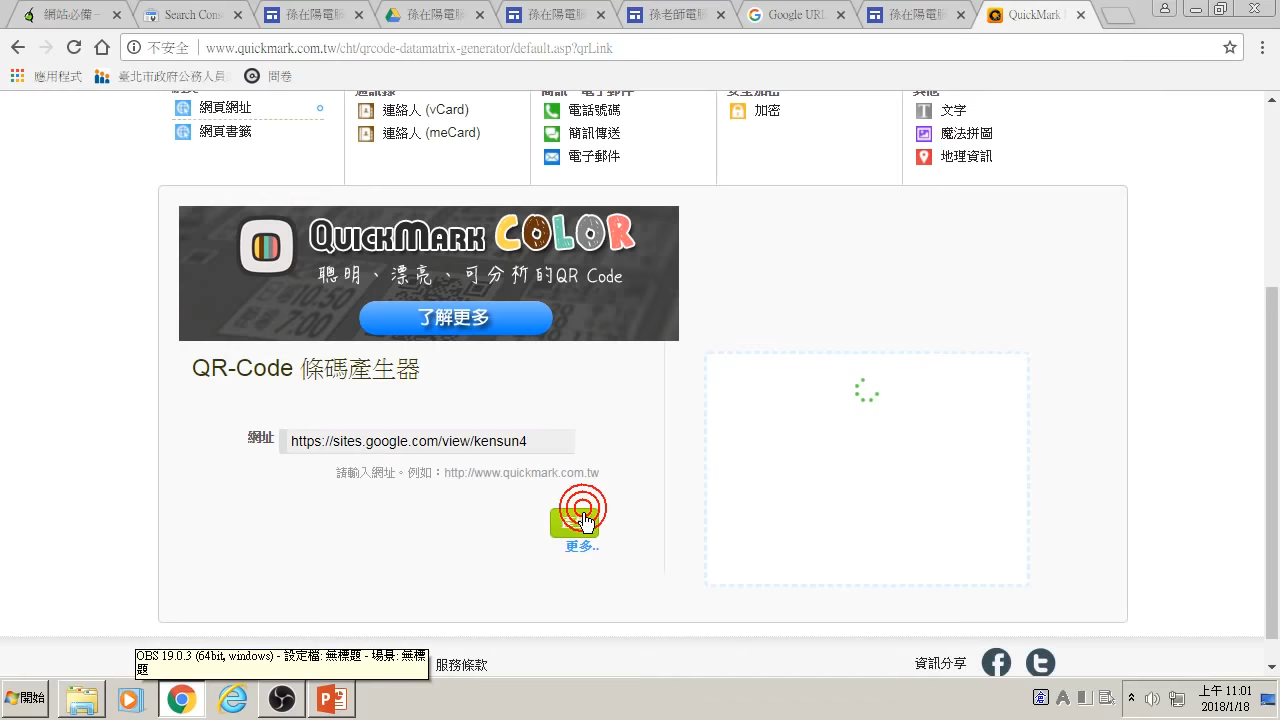 網站必備一
Search cons
孫在陽電腦
孫在陽電腦
孫在陽電腦
孫老師電腦
Google URL
孫在陽電腦
QuickMark
不安全
www.quickmark.com.tw/cht/qrcode-datamatrix-generator/default.asp?qrLink
應用程式
臺北市政府公務人員
問卷
網頁網址
連絡人 (vCard)
電話號碼
加密
文字
網頁書籤
連絡人 (meCard)
簡訊傳送
魔法拼圖
電子郵件
地理資訊
QUICKMARK COLOR
聰明、漂亮、可分析的QR Code
了解更多
QR-Code 條碼產生器
網址
https://sites.google.com/view/kensun4
請輸入網址。例如：http://www.quickmark.com.tw
更多..
OBS 19.0.3 (64bit, windows) - 設定檔: 無標題 - 場景: 無標
題
服務條款
資訊分享
開始
上午 11:01
2018/1/18